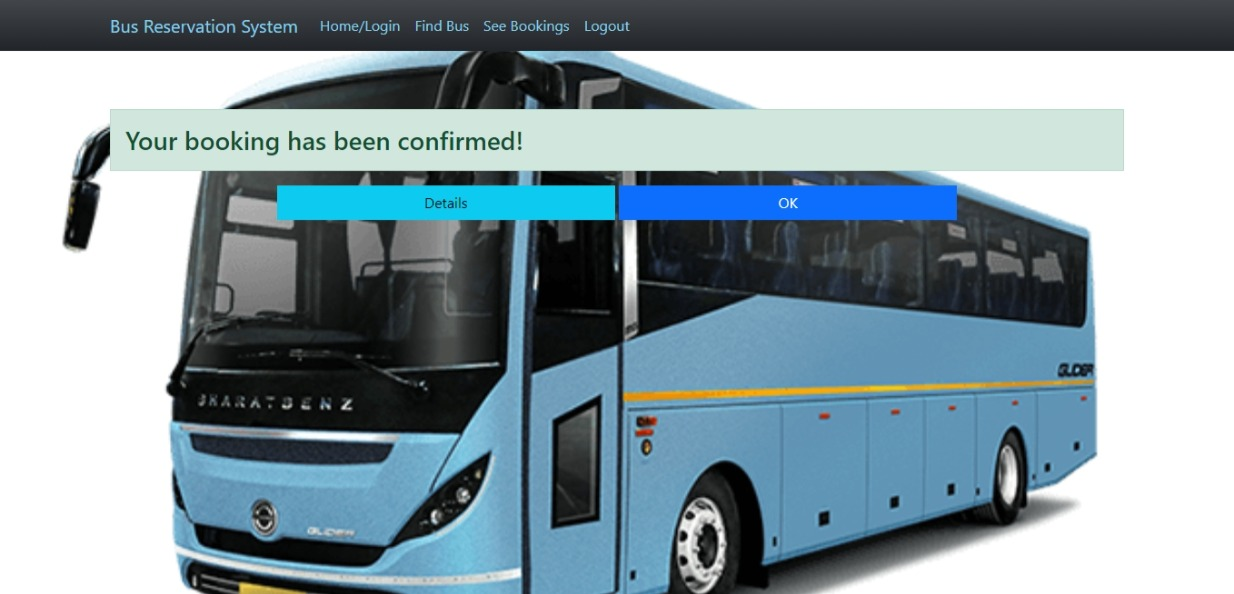 Bus Reservation System Home/Login Find Bus See Bookings Logout
Your booking has been confirmed!
Details OK
GLIDER
BHARATBENZ
GLIDER